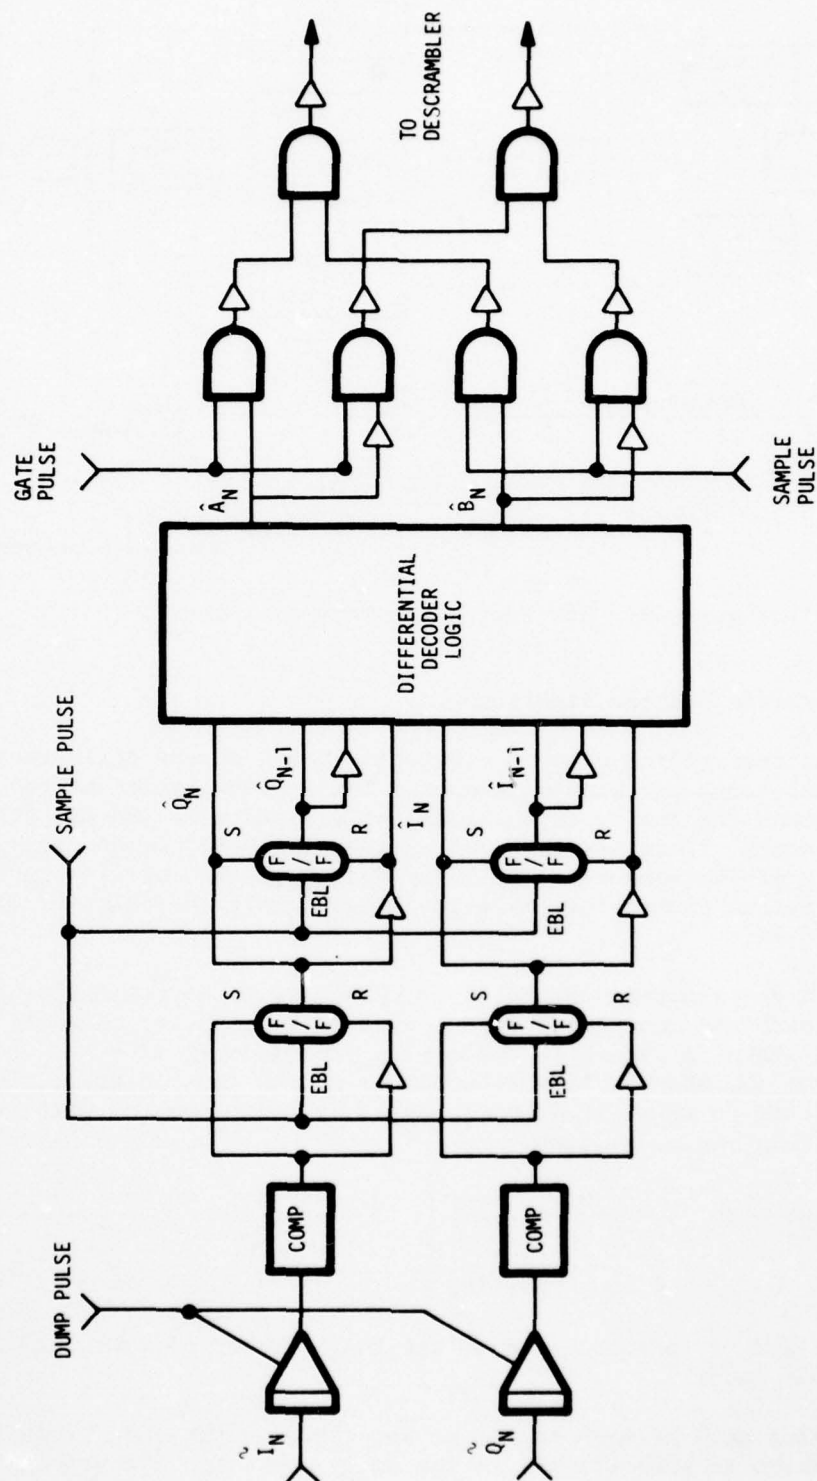 DUMP PULSE
SAMPLE PULSE
GATE
PULSE
Ĩ_N
COMP
S
F/F
EBL
R
S
F/F
EBL
R
Q̂_N
Q̂_N-1
Î_N
Q̃_N
COMP
S
F/F
EBL
R
S
F/F
EBL
R
Î_N-1
DIFFERENTIAL
DECODER
LOGIC
Â_N
B̂_N
TO
DESCRAMBLER
SAMPLE
PULSE